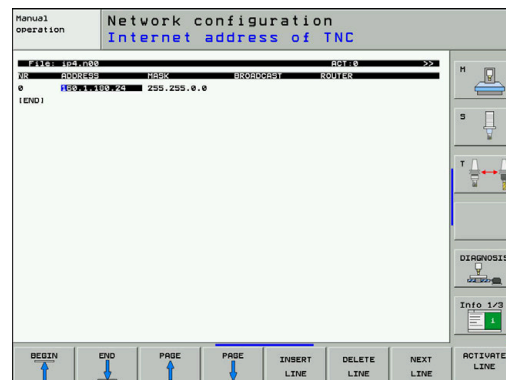 Manual operation
Network configuration
Internet address of TNC
File: ip4.n00 ACT:0 >>
NR ADDRESS MASK BROADCAST ROUTER
0 160.1.180.24 255.255.0.0
[END]
M
S
T
DIAGNOSIS
Info 1/3
BEGIN
END
PAGE
PAGE
INSERT LINE
DELETE LINE
NEXT LINE
ACTIVATE LINE